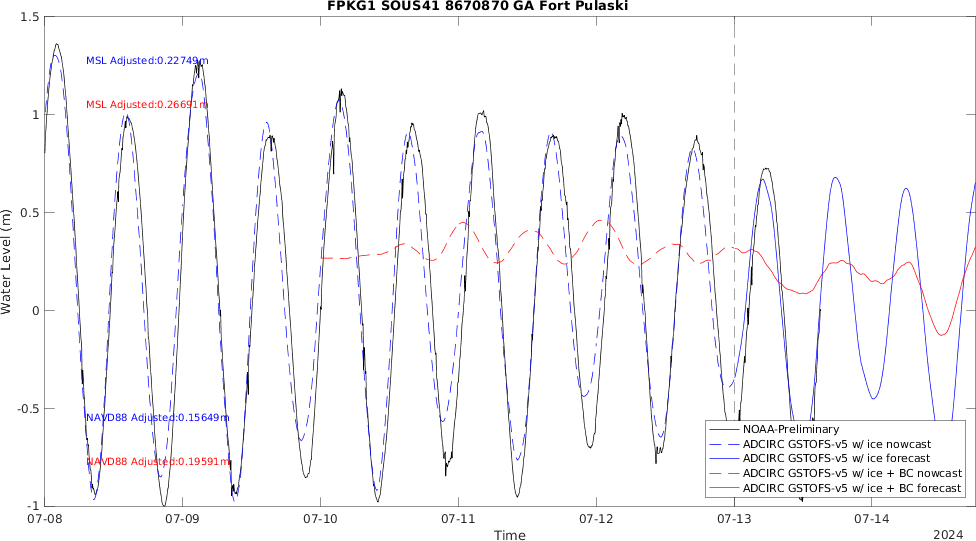 FPKG1 SOUS41 8670870 GA Fort Pulaski
1.5
1
0.5
0
-0.5
-1
Water Level (m)
MSL Adjusted:0.22749m
MSL Adjusted:0.26691m
NAVD88 Adjusted:0.15649m
NAVD88 Adjusted:0.19591m
NOAA-Preliminary
ADCIRC GSTOFS-v5 w/ ice nowcast
ADCIRC GSTOFS-v5 w/ ice forecast
ADCIRC GSTOFS-v5 w/ ice + BC nowcast
ADCIRC GSTOFS-v5 w/ ice + BC forecast
07-08 07-09 07-10 07-11 07-12 07-13 07-14
Time
2024